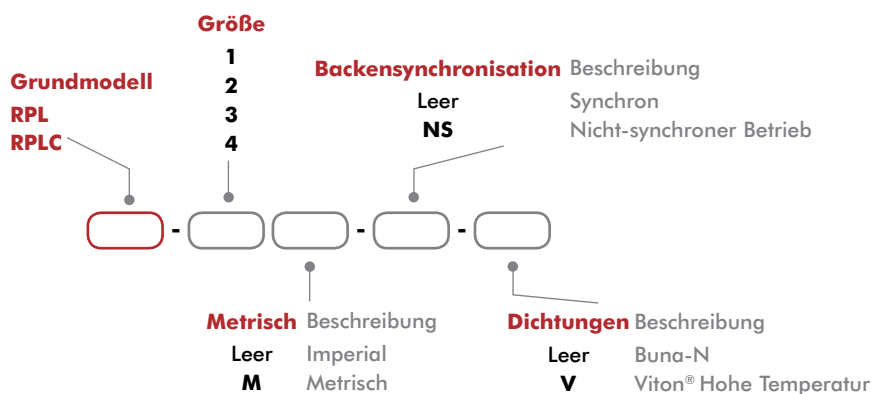 Größe
1
2
3
4
Grundmodell
RPL
RPLC
Backensynchronisation Beschreibung
Leer Synchron
NS Nicht-synchroner Betrieb
- - -
Metrisch Beschreibung
Leer Imperial
M Metrisch
Dichtungen Beschreibung
Leer Buna-N
V Viton® Hohe Temperatur